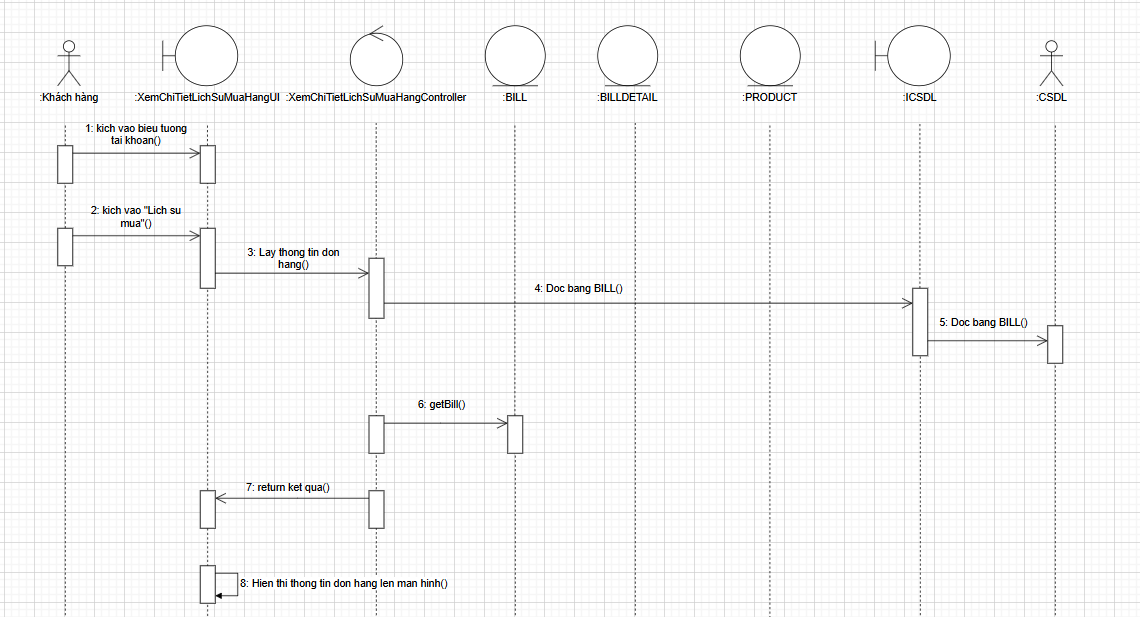 :Khách hàng
:XemChiTietLichSuMuaHangUI
:XemChiTietLichSuMuaHangController
:BILL
:BILLDETAIL
:PRODUCT
:ICSDL
:CSDL
1: kich vao bieu tuong
tai khoan()
2: kich vao "Lich su
mua"()
3: Lay thong tin don
hang()
4: Doc bang BILL()
5: Doc bang BILL()
6: getBill()
7: return ket qua()
8: Hien thi thong tin don hang len man hinh()